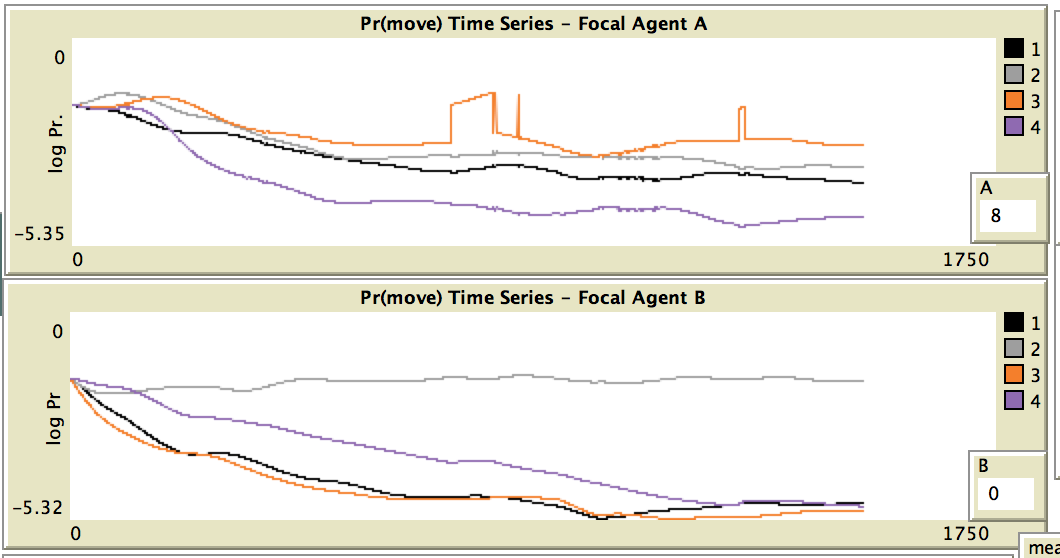 Pr(move) Time Series – Focal Agent A
0
log Pr.
-5.35
0
1750
1
2
3
4
A
8
Pr(move) Time Series – Focal Agent B
0
log Pr
-5.32
0
1750
1
2
3
4
B
0
mea